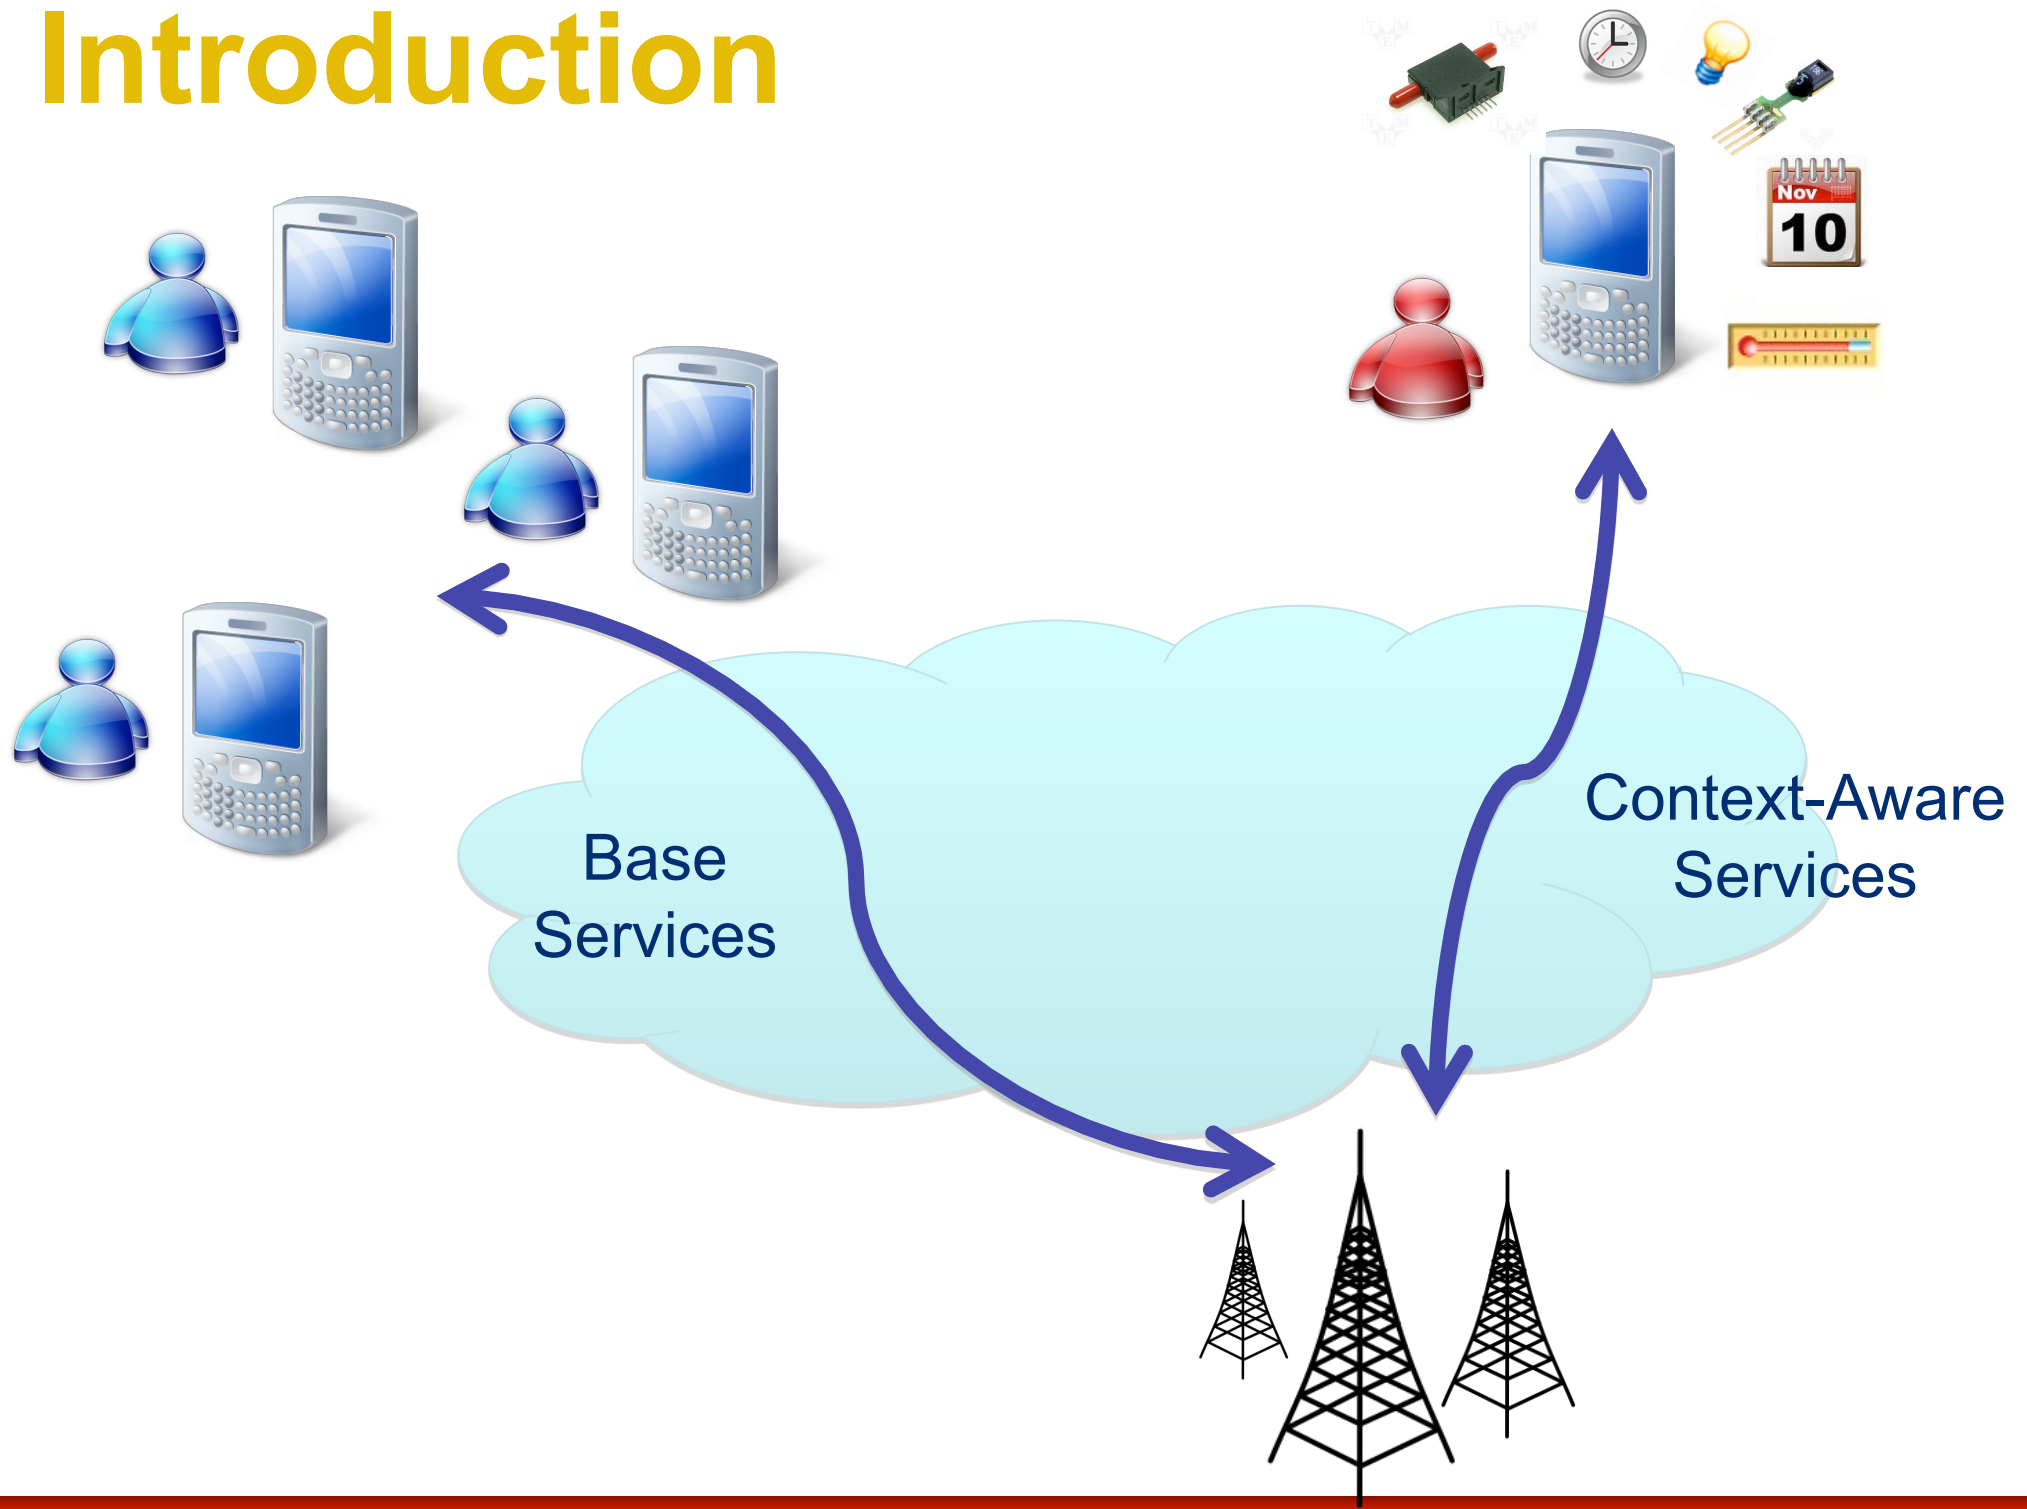 Introduction
Nov
10
Base
Services
Context-Aware
Services